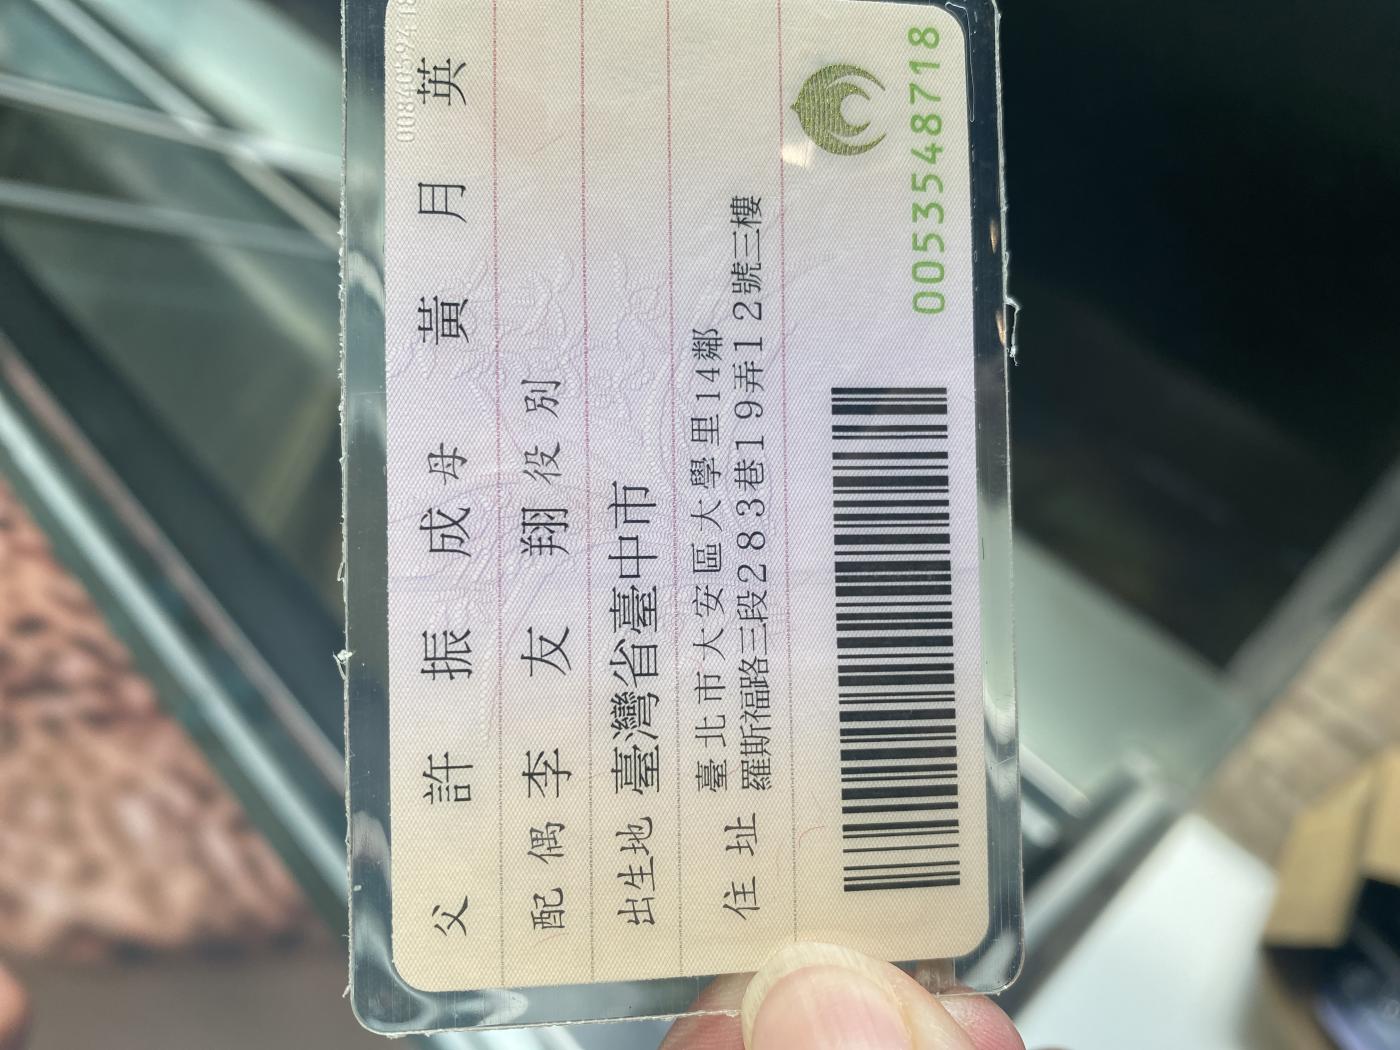 父 許 振 成 母 黃 月 英
配偶 李 友 翔 役別
出生地 臺灣省臺中市
住址 臺北市大安區大學里14鄰
羅斯福路三段283巷19弄12號三樓
0053548718